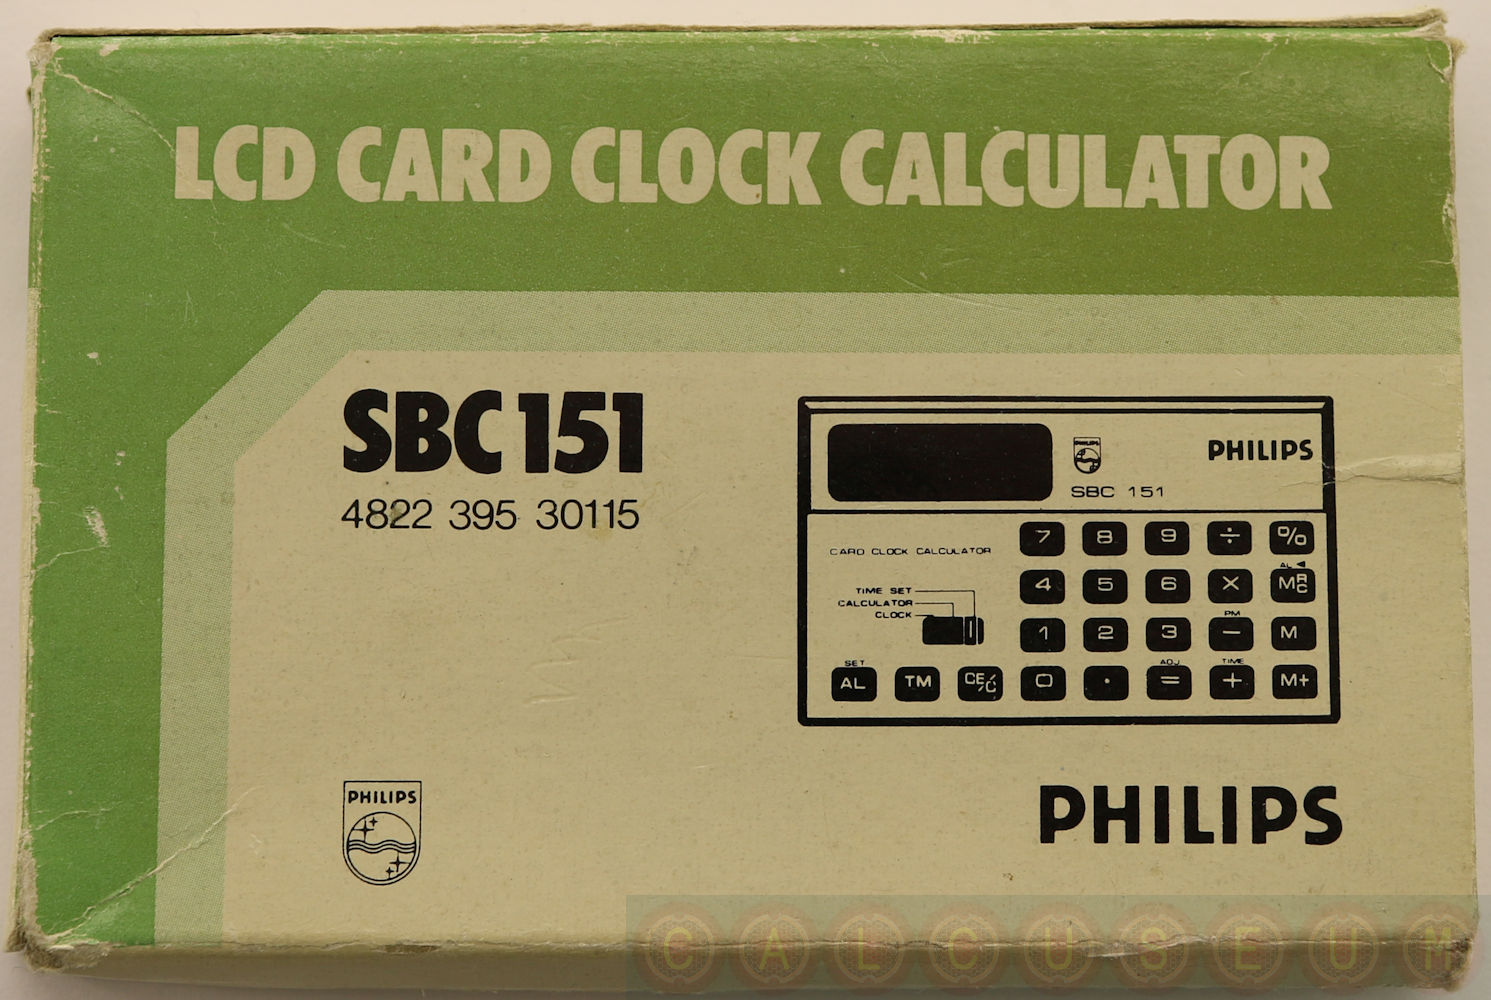 LCD CARD CLOCK CALCULATOR
SBC 151
4822 395 30115
PHILIPS
PHILIPS
SBC 151
CARD CLOCK CALCULATOR
TIME SET
CALCULATOR
CLOCK
7 8 9 ÷ %
AL ◄
4 5 6 × MRC
PM
1 2 3 − M
SET ADJ TIME
AL TM CE/C 0 . = + M+
PHILIPS
PHILIPS
CALCUSEUM